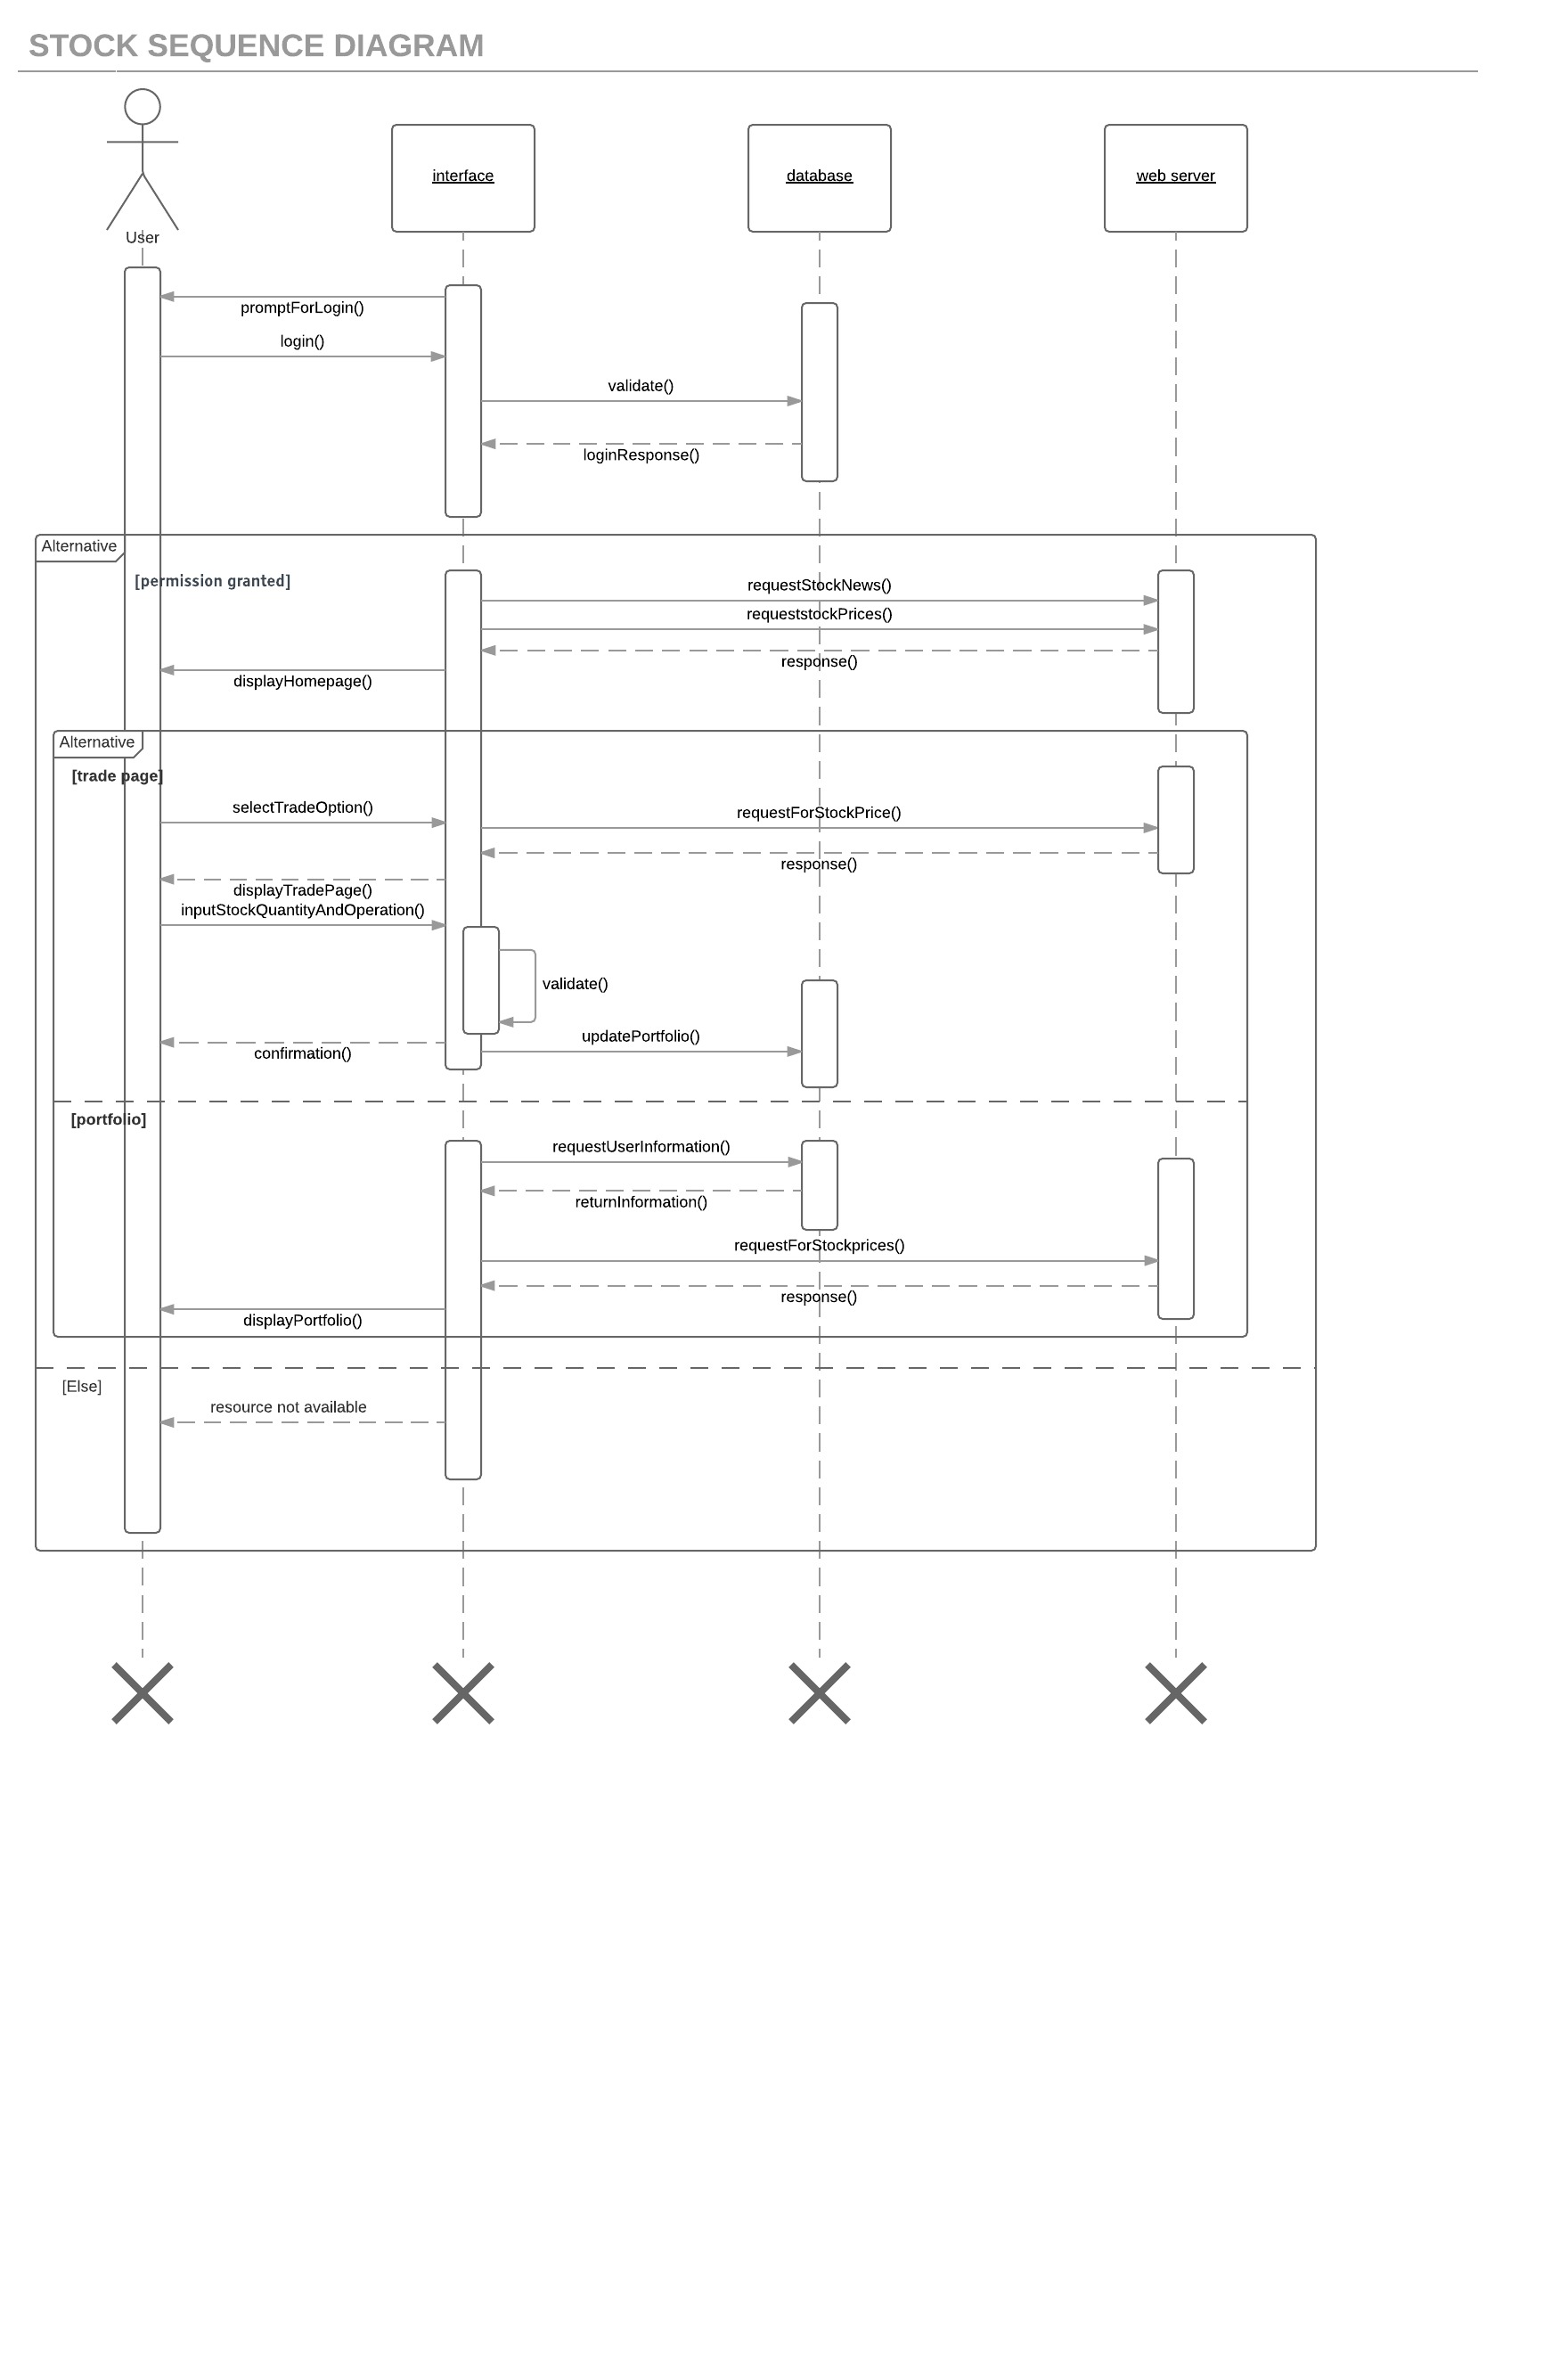 STOCK SEQUENCE DIAGRAM
interface
database
web server
User
promptForLogin()
login()
validate()
loginResponse()
Alternative
[permission granted]
requestStockNews()
requeststockPrices()
response()
displayHomepage()
Alternative
[trade page]
selectTradeOption()
requestForStockPrice()
response()
displayTradePage()
inputStockQuantityAndOperation()
validate()
updatePortfolio()
confirmation()
[portfolio]
requestUserInformation()
returnInformation()
requestForStockprices()
response()
displayPortfolio()
[Else]
resource not available